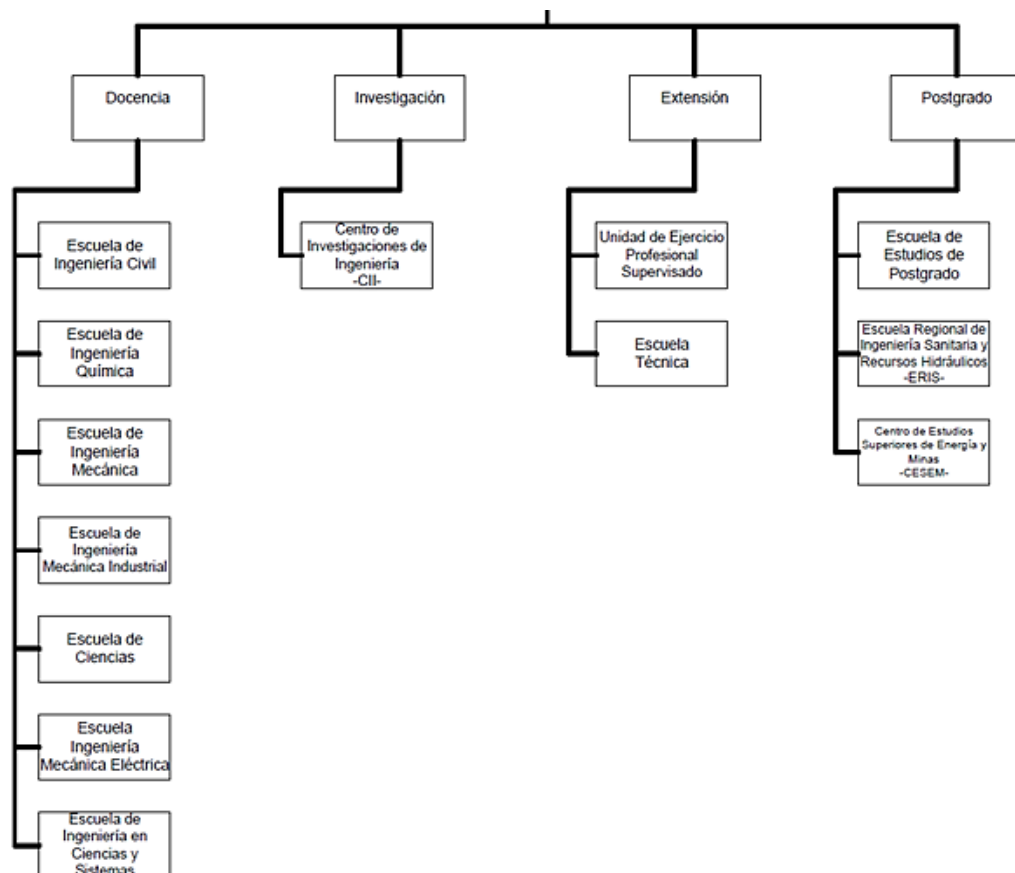 Docencia
Investigación
Extensión
Postgrado
Escuela de
Ingeniería Civil
Escuela de
Ingeniería
Química
Escuela de
Ingeniería
Mecánica
Escuela de
Ingeniería
Mecánica Industrial
Escuela de
Ciencias
Escuela
Ingeniería
Mecánica Eléctrica
Escuela de
Ingeniería en
Ciencias y
Sistemas
Centro de
Investigaciones de
Ingeniería
-CII-
Unidad de Ejercicio
Profesional
Supervisado
Escuela
Técnica
Escuela de
Estudios de
Postgrado
Escuela Regional de
Ingeniería Sanitaria y
Recursos Hidráulicos
-ERIS-
Centro de Estudios
Superiores de Energía y
Minas
-CESEM-